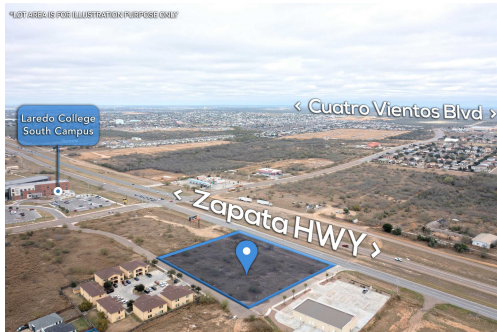 *LOT AREA IS FOR ILLUSTRATION PURPOSE ONLY
< Cuatro Vientos Blvd >
Laredo College
South Campus
< Zapata HWY >